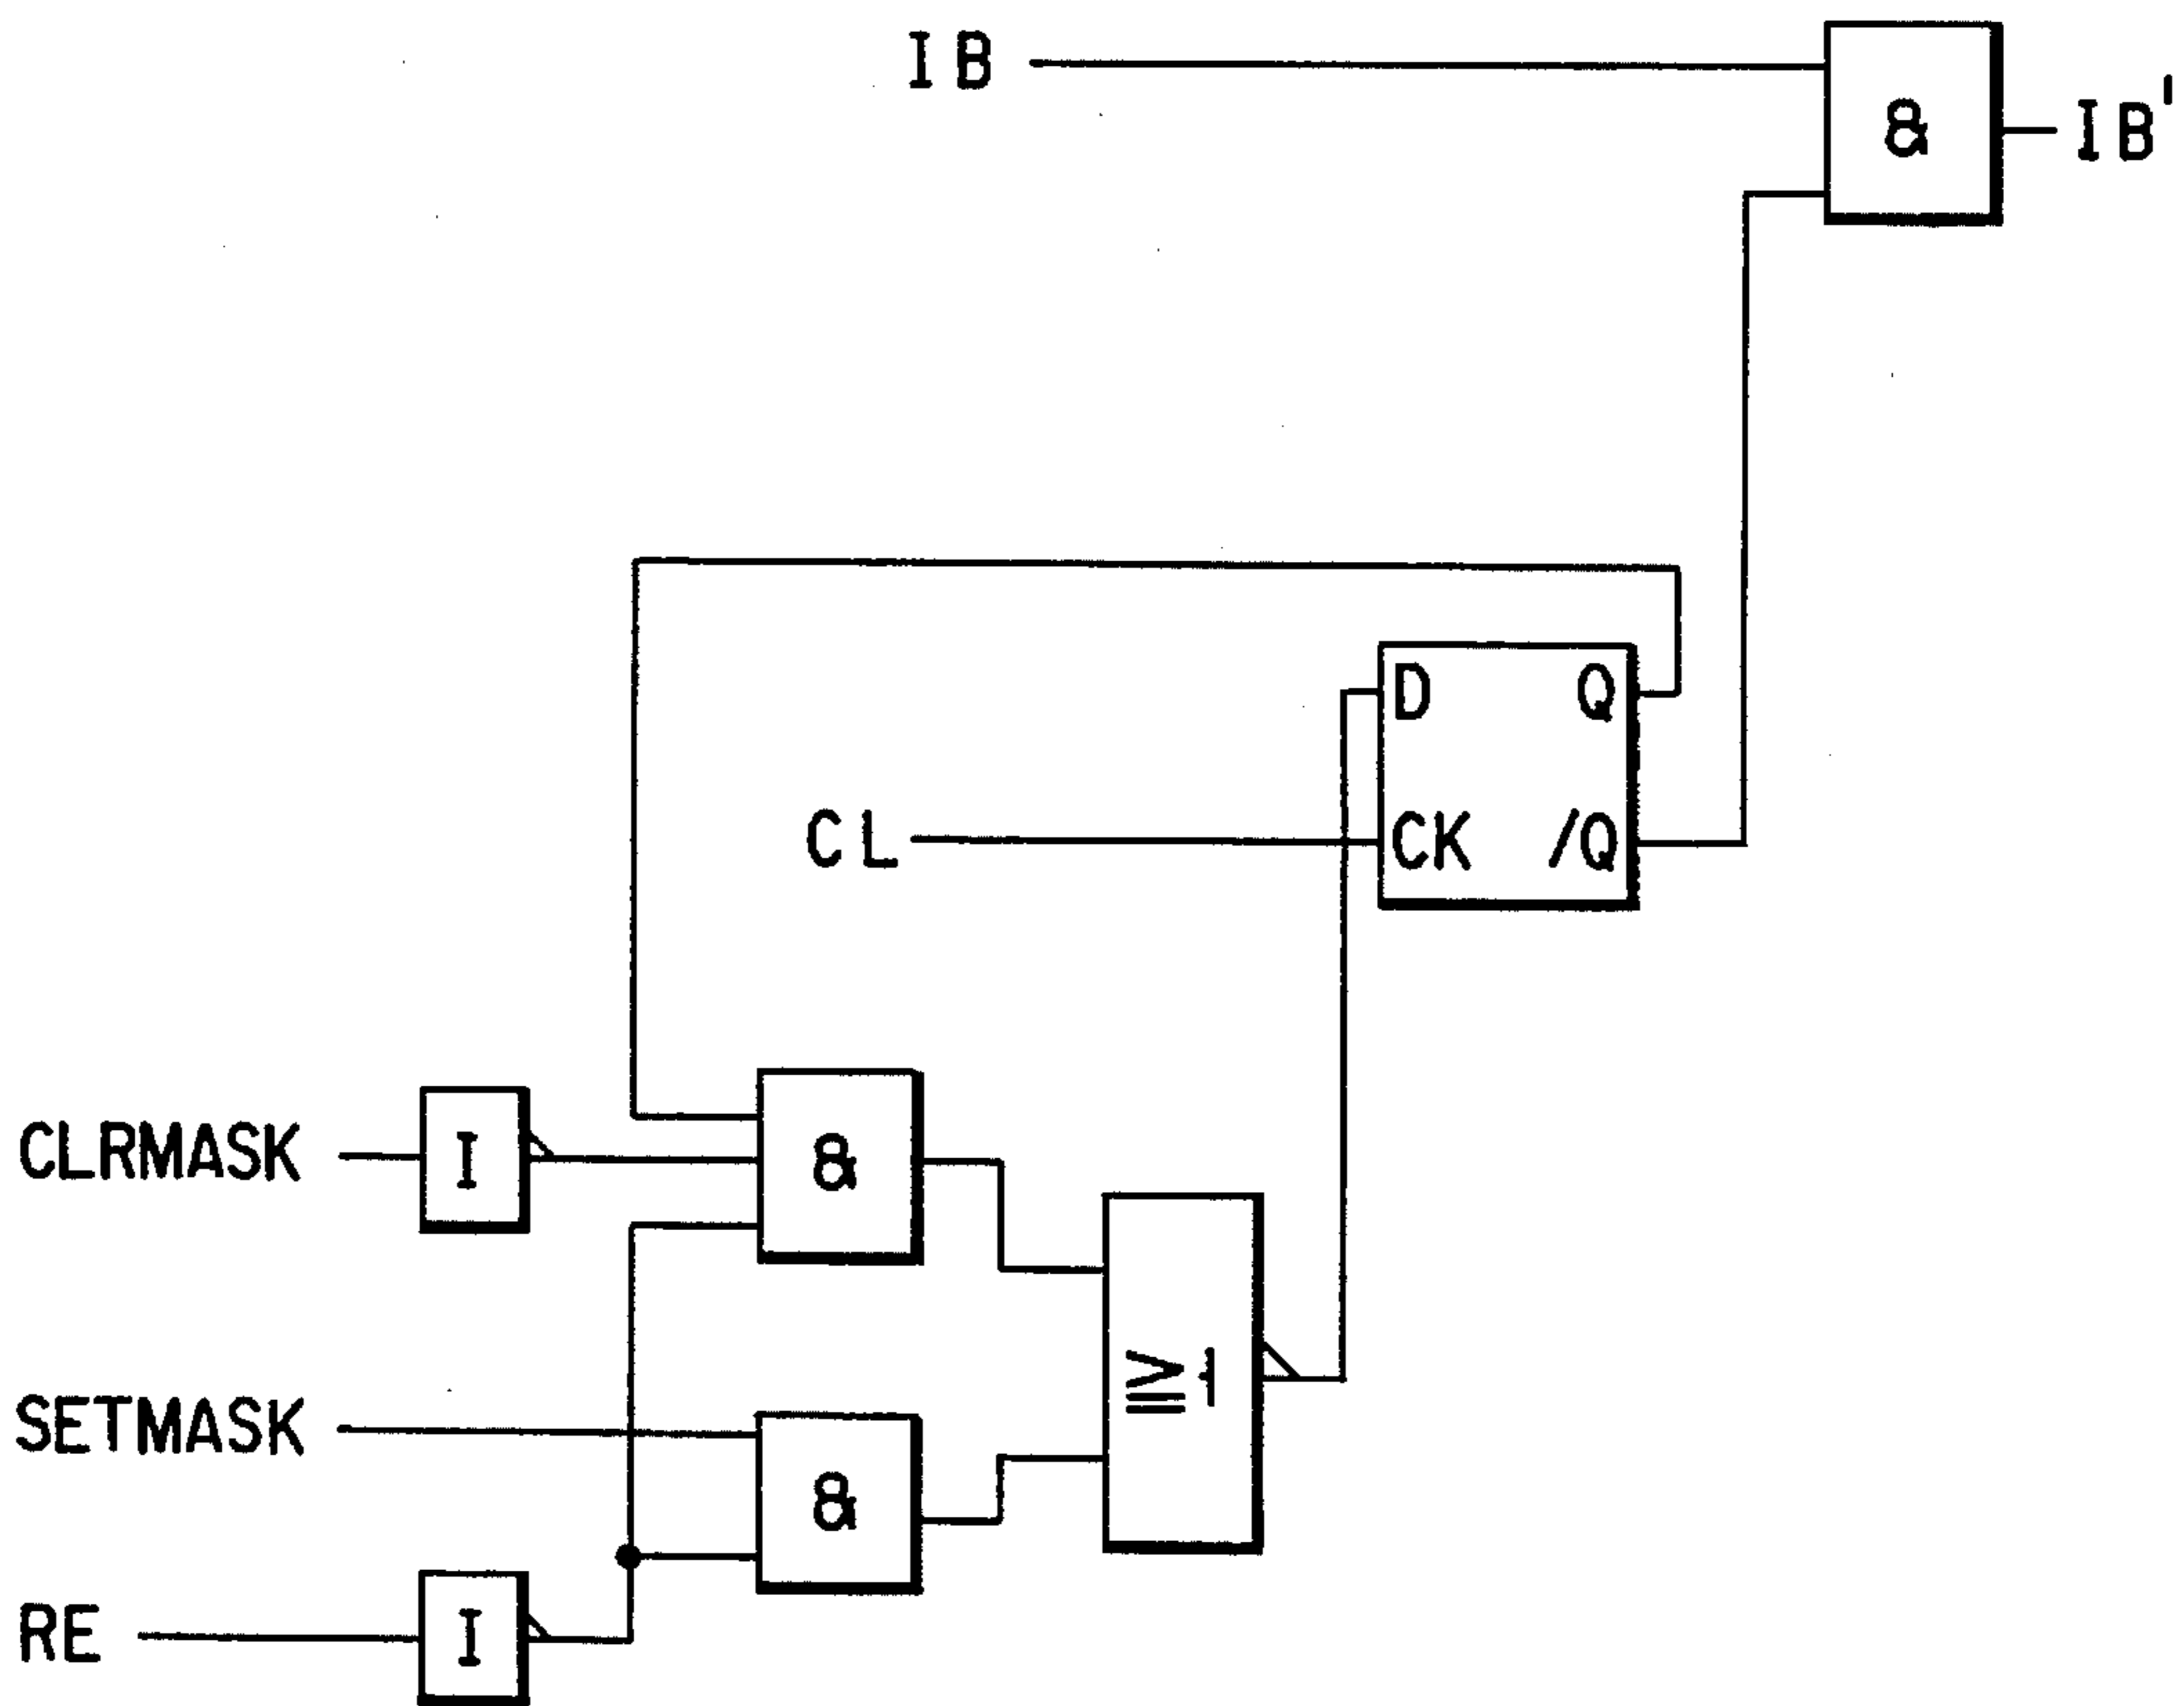 IB
&
IB'
D Q
CL
CK /Q
CLRMASK
I
&
≧1
SETMASK
&
RE
I